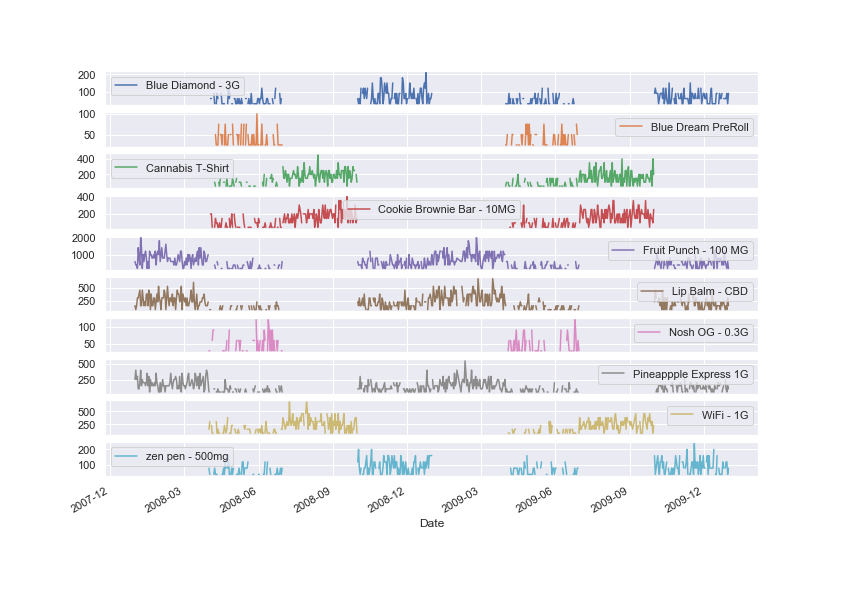 200
100
Blue Diamond - 3G
100
50
Blue Dream PreRoll
400
200
Cannabis T-Shirt
400
200
Cookie Brownie Bar - 10MG
2000
1000
Fruit Punch - 100 MG
500
250
Lip Balm - CBD
100
50
Nosh OG - 0.3G
500
250
Pineappple Express 1G
500
250
WiFi - 1G
200
100
zen pen - 500mg
2007-12 2008-03 2008-06 2008-09 2008-12 2009-03 2009-06 2009-09 2009-12
Date